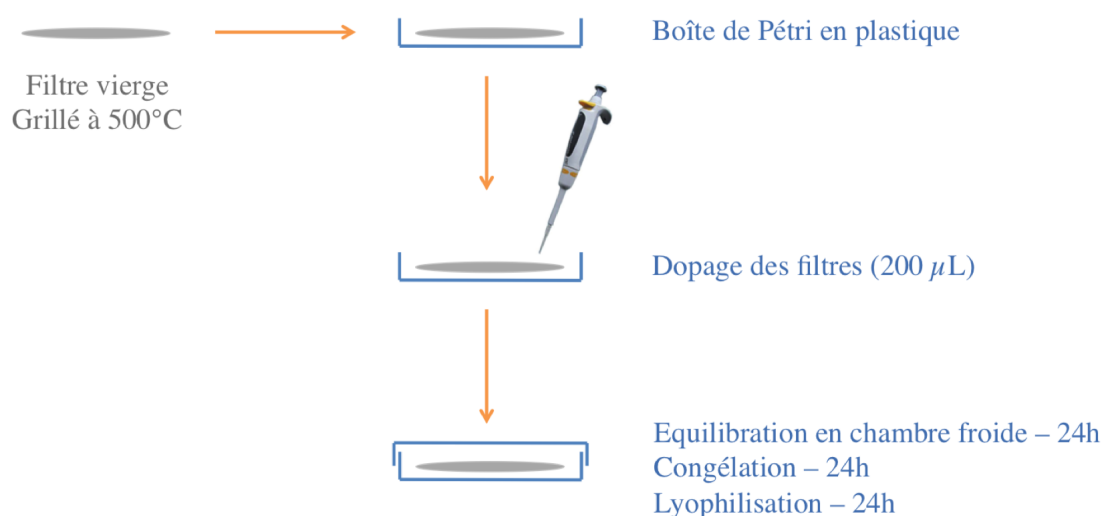 Boîte de Pétri en plastique
Filtre vierge
Grillé à 500°C
Dopage des filtres (200 µL)
Equilibration en chambre froide – 24h
Congélation – 24h
Lyophilisation – 24h